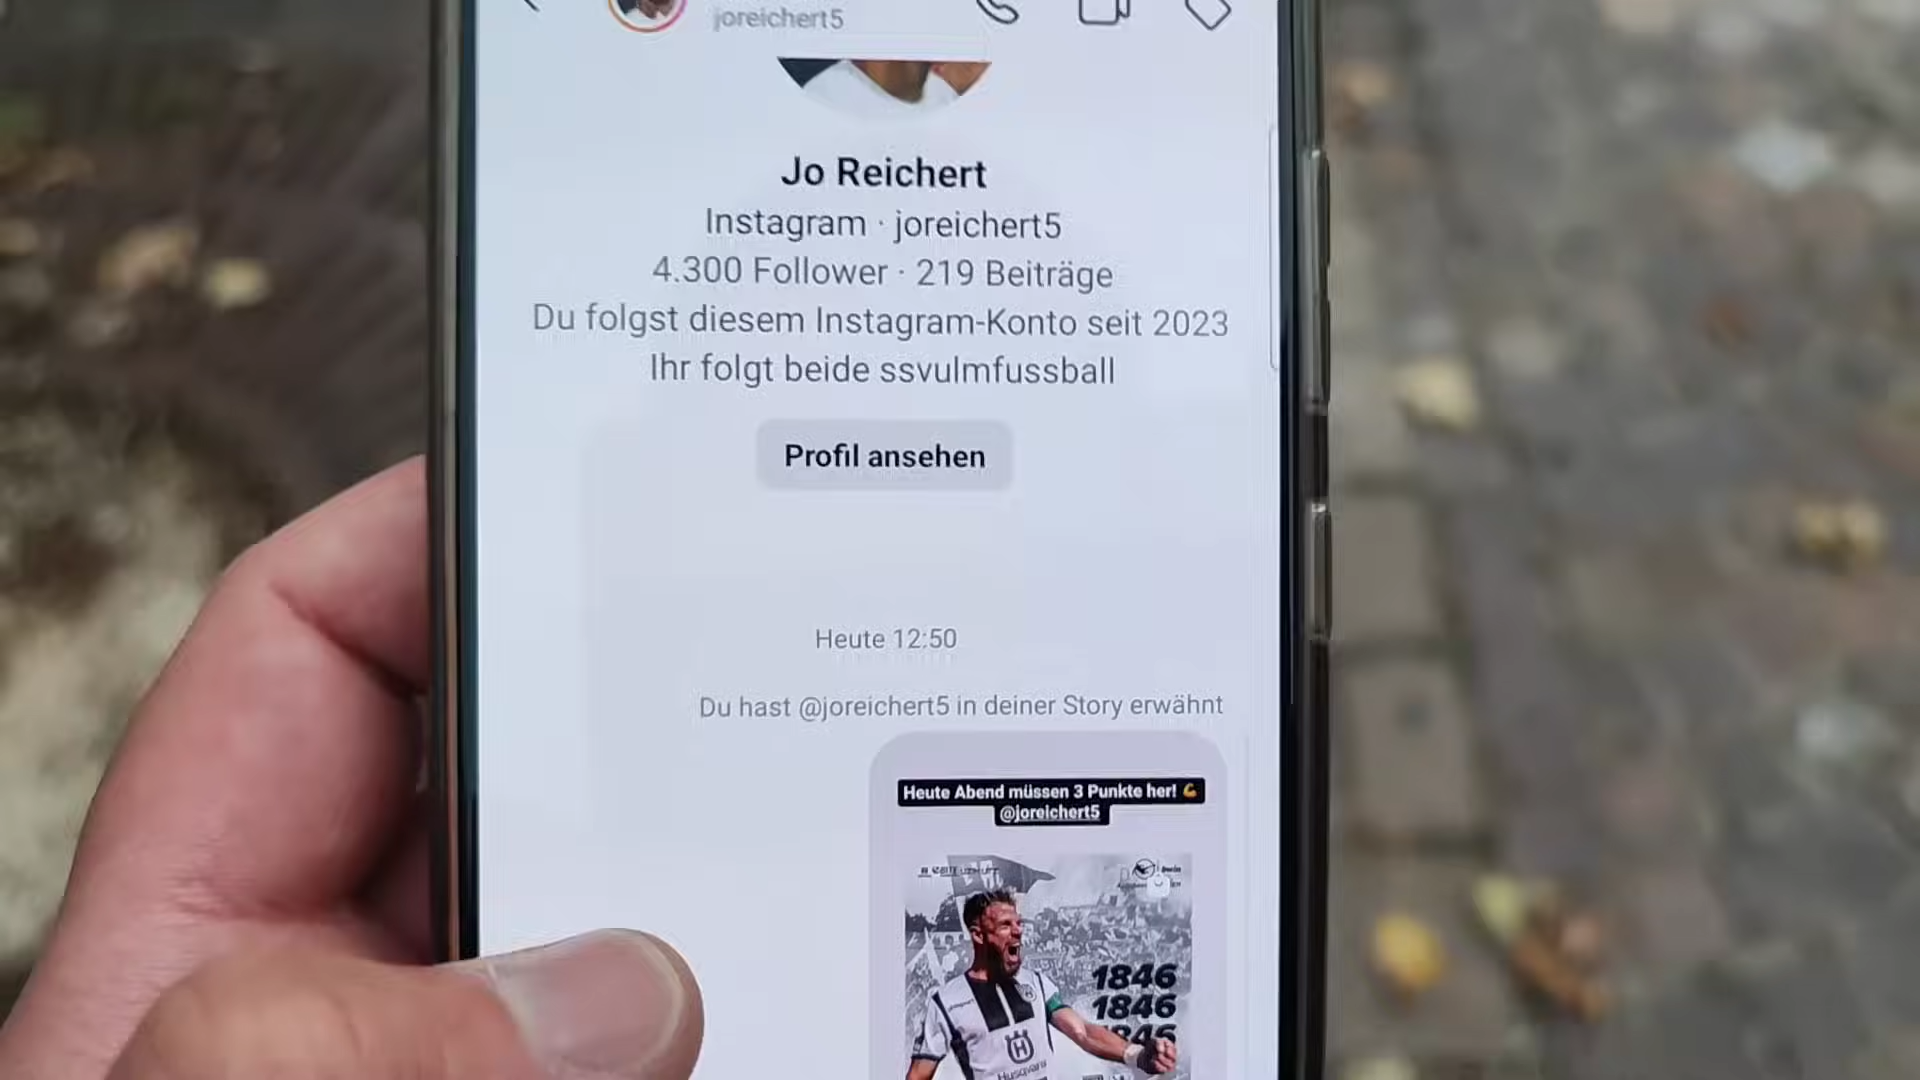 joreichert5
Jo Reichert
Instagram · joreichert5
4.300 Follower · 219 Beiträge
Du folgst diesem Instagram-Konto seit 2023
Ihr folgt beide ssvulmfussball
Profil ansehen
Heute 12:50
Du hast @joreichert5 in deiner Story erwähnt
Heute Abend müssen 3 Punkte her! 💪
@joreichert5
1846
1846
1846
Husqvarna